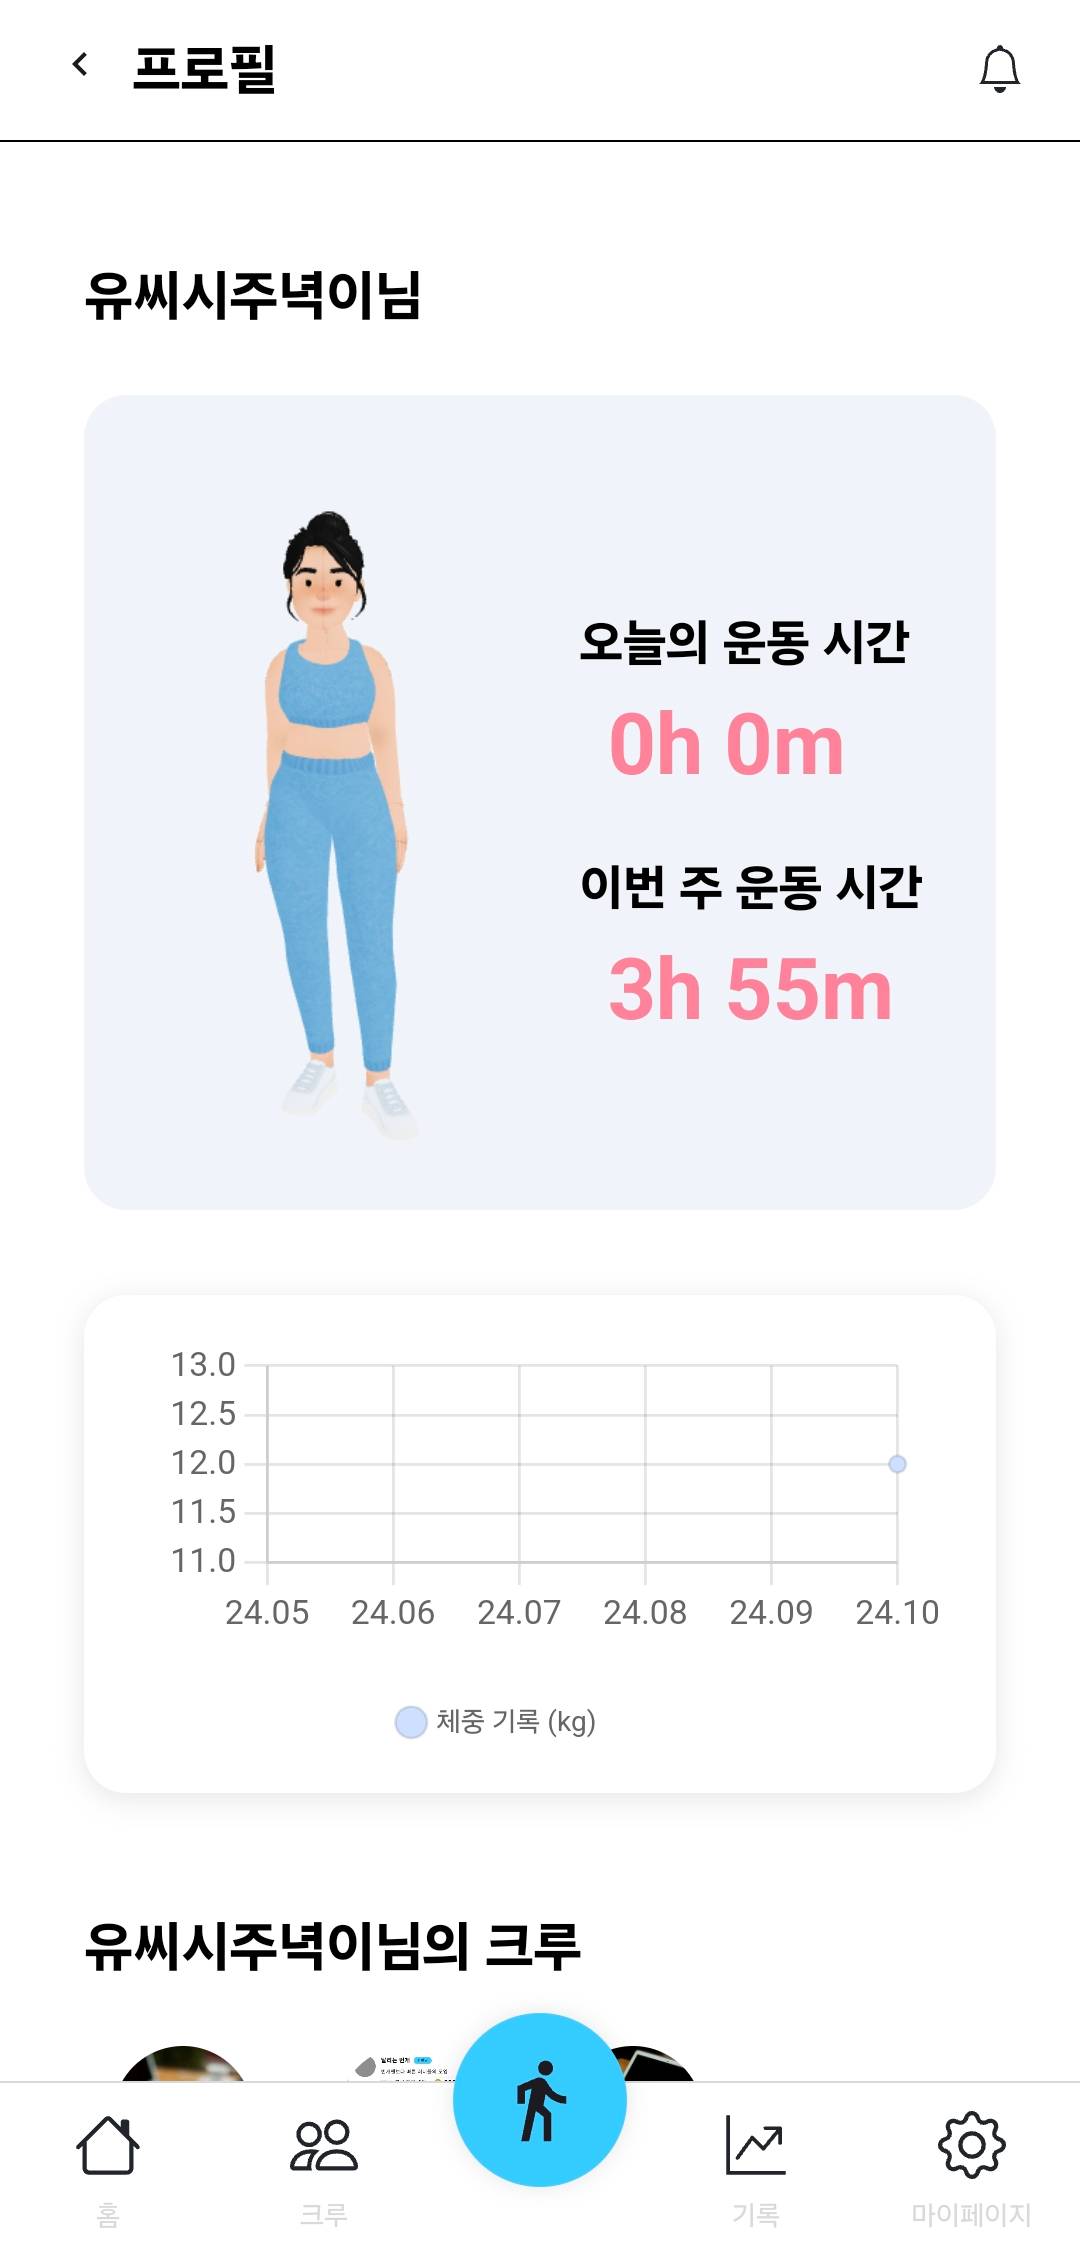 프로필
유씨시주녁이님
오늘의 운동 시간
0h 0m
이번 주 운동 시간
3h 55m
13.0
12.5
12.0
11.5
11.0
24.05 24.06 24.07 24.08 24.09 24.10
체중 기록 (kg)
유씨시주녁이님의 크루
홈 크루 기록 마이페이지